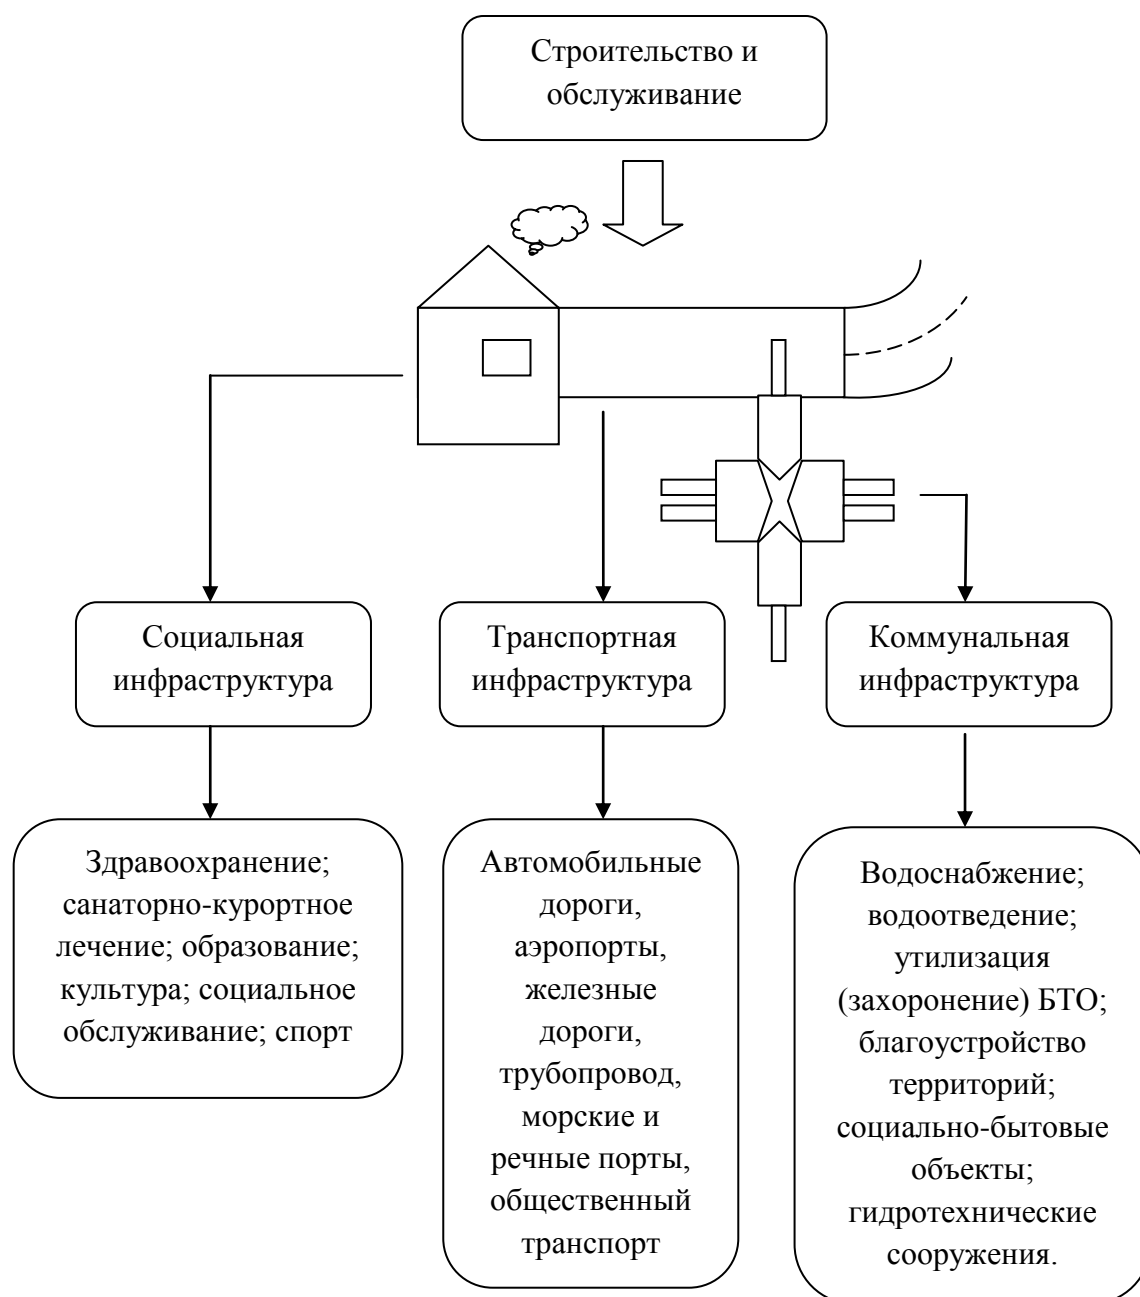 Строительство и
обслуживание
Социальная
инфраструктура
Транспортная
инфраструктура
Коммунальная
инфраструктура
Здравоохранение;
санаторно-курортное
лечение; образование;
культура; социальное
обслуживание; спорт
Автомобильные
дороги,
аэропорты,
железные
дороги,
трубопровод,
морские и
речные порты,
общественный
транспорт
Водоснабжение;
водоотведение;
утилизация
(захоронение) БТО;
благоустройство
территорий;
социально-бытовые
объекты;
гидротехнические
сооружения.